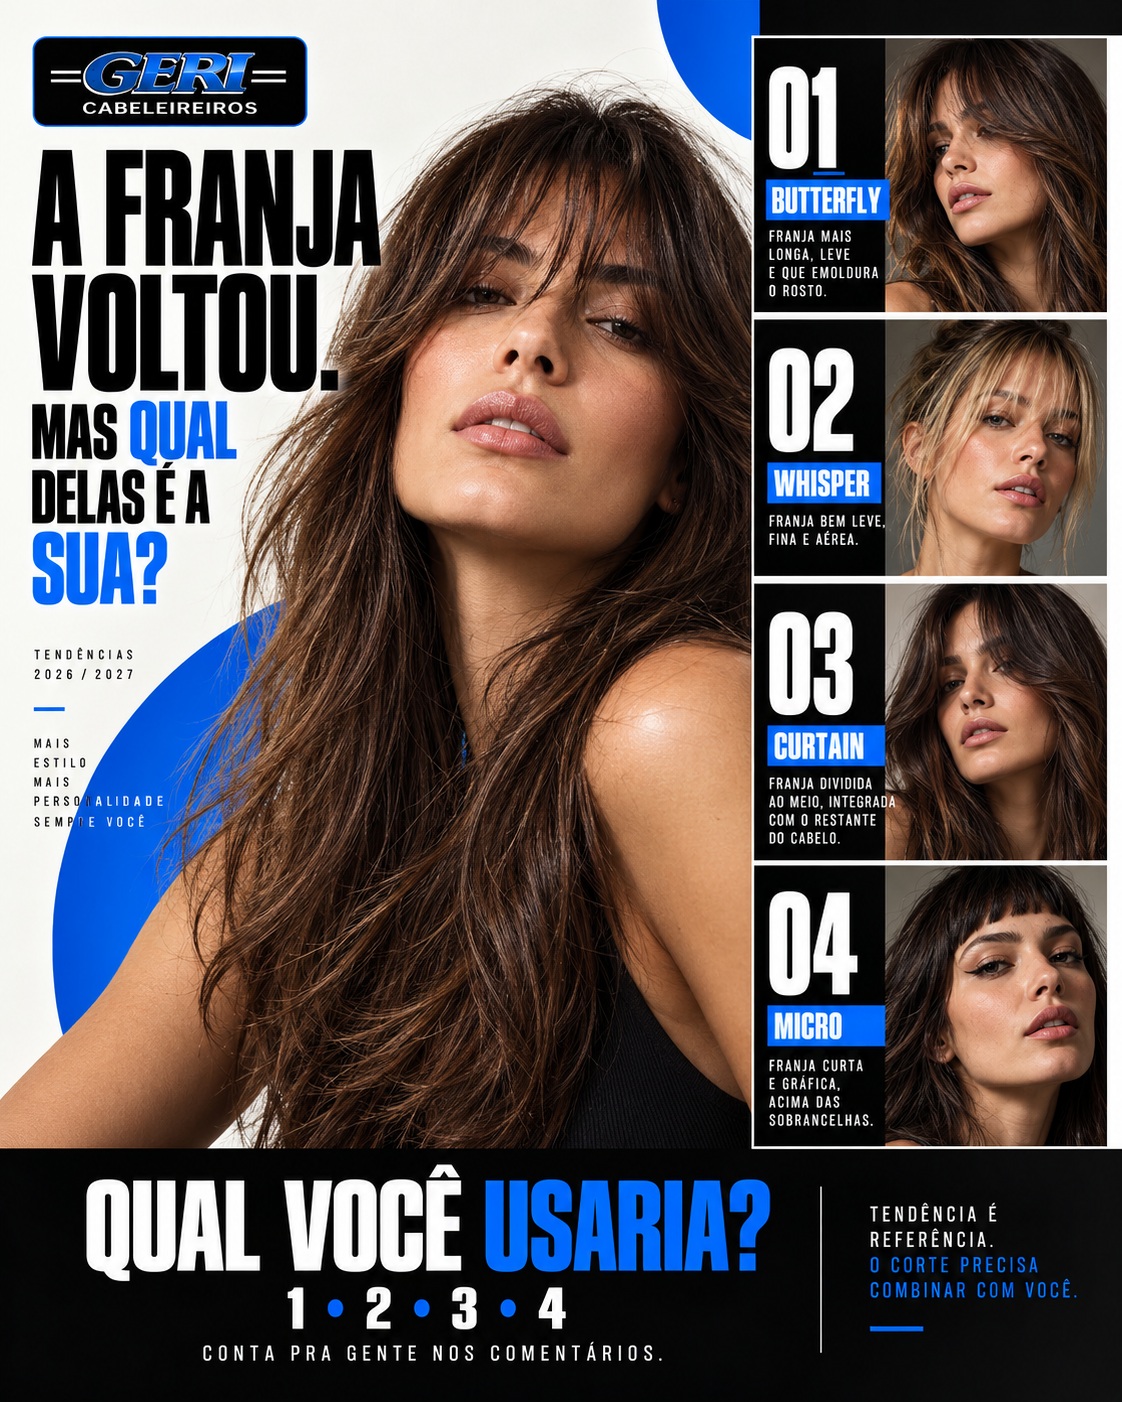 GERI
CABELEIREIROS
A FRANJA
VOLTOU.
MAS QUAL
DELAS É A
SUA?
TENDÊNCIAS
2026 / 2027
MAIS
ESTILO
MAIS
PERSONALIDADE
SEMPRE VOCÊ
01
BUTTERFLY
FRANJA MAIS
LONGA, LEVE
E QUE EMOLDURA
O ROSTO.
02
WHISPER
FRANJA BEM LEVE,
FINA E AÉREA.
03
CURTAIN
FRANJA DIVIDIDA
AO MEIO, INTEGRADA
COM O RESTANTE
DO CABELO.
04
MICRO
FRANJA CURTA
E GRÁFICA,
ACIMA DAS
SOBRANCELHAS.
QUAL VOCÊ USARIA?
1 • 2 • 3 • 4
CONTA PRA GENTE NOS COMENTÁRIOS.
TENDÊNCIA É
REFERÊNCIA.
O CORTE PRECISA
COMBINAR COM VOCÊ.